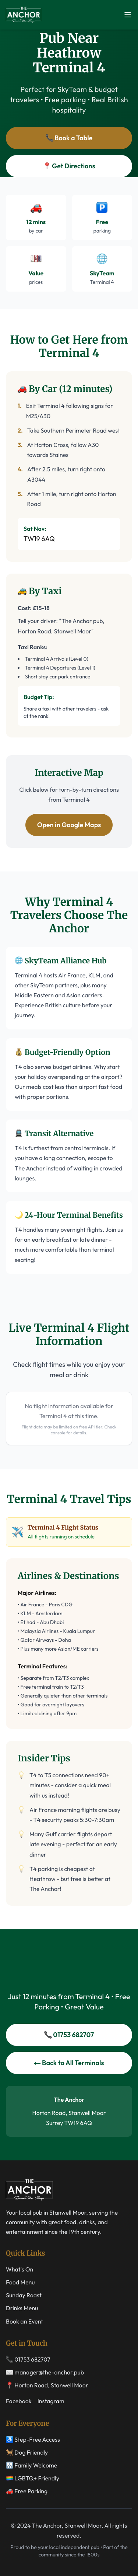 THE
ANCHOR
Stanwell Moor Village
Pub Near
Heathrow
Terminal 4
Perfect for SkyTeam & budget
travelers • Free parking • Real British
hospitality
📞 Book a Table
📍 Get Directions
12 mins
by car
Free
parking
Value
prices
SkyTeam
Terminal 4
How to Get Here from
Terminal 4
🚗 By Car (12 minutes)
1. Exit Terminal 4 following signs for
M25/A30
2. Take Southern Perimeter Road west
3. At Hatton Cross, follow A30
towards Staines
4. After 2.5 miles, turn right onto
A3044
5. After 1 mile, turn right onto Horton
Road
Sat Nav:
TW19 6AQ
🚕 By Taxi
Cost: £15-18
Tell your driver: "The Anchor pub,
Horton Road, Stanwell Moor"
Taxi Ranks:
• Terminal 4 Arrivals (Level 0)
• Terminal 4 Departures (Level 1)
• Short stay car park entrance
Budget Tip:
Share a taxi with other travelers - ask
at the rank!
Interactive Map
Click below for turn-by-turn directions
from Terminal 4
Open in Google Maps
Why Terminal 4
Travelers Choose The
Anchor
🌐 SkyTeam Alliance Hub
Terminal 4 hosts Air France, KLM, and
other SkyTeam partners, plus many
Middle Eastern and Asian carriers.
Experience British culture before your
journey.
💰 Budget-Friendly Option
T4 also serves budget airlines. Why start
your holiday overspending at the airport?
Our meals cost less than airport fast food
with proper portions.
🚇 Transit Alternative
T4 is furthest from central terminals. If
you have a long connection, escape to
The Anchor instead of waiting in crowded
lounges.
🌙 24-Hour Terminal Benefits
T4 handles many overnight flights. Join us
for an early breakfast or late dinner -
much more comfortable than terminal
seating!
Live Terminal 4 Flight
Information
Check flight times while you enjoy your
meal or drink
No flight information available for
Terminal 4 at this time.
Flight data may be limited on free API tier. Check
console for details.
Terminal 4 Travel Tips
Terminal 4 Flight Status
All flights running on schedule
Airlines & Destinations
Major Airlines:
• Air France - Paris CDG
• KLM - Amsterdam
• Etihad - Abu Dhabi
• Malaysia Airlines - Kuala Lumpur
• Qatar Airways - Doha
• Plus many more Asian/ME carriers
Terminal Features:
• Separate from T2/T3 complex
• Free terminal train to T2/T3
• Generally quieter than other terminals
• Good for overnight layovers
• Limited dining after 9pm
Insider Tips
T4 to T5 connections need 90+
minutes - consider a quick meal
with us instead!
Air France morning flights are busy
- T4 security peaks 5:30-7:30am
Many Gulf carrier flights depart
late evening - perfect for an early
dinner
T4 parking is cheapest at
Heathrow - but free is better at
The Anchor!
Just 12 minutes from Terminal 4 • Free
Parking • Great Value
📞 01753 682707
← Back to All Terminals
The Anchor
Horton Road, Stanwell Moor
Surrey TW19 6AQ
THE
ANCHOR
Stanwell Moor Village
Your local pub in Stanwell Moor, serving the
community with great food, drinks, and
entertainment since the 19th century.
Quick Links
What's On
Food Menu
Sunday Roast
Drinks Menu
Book an Event
Get in Touch
📞 01753 682707
✉️ manager@the-anchor.pub
📍 Horton Road, Stanwell Moor
Facebook Instagram
For Everyone
♿ Step-Free Access
🐕 Dog Friendly
Family Welcome
🏳️‍🌈 LGBTQ+ Friendly
🚗 Free Parking
© 2024 The Anchor, Stanwell Moor. All rights
reserved.
Proudly to be your local independent pub • Part of the
community since the 1800s